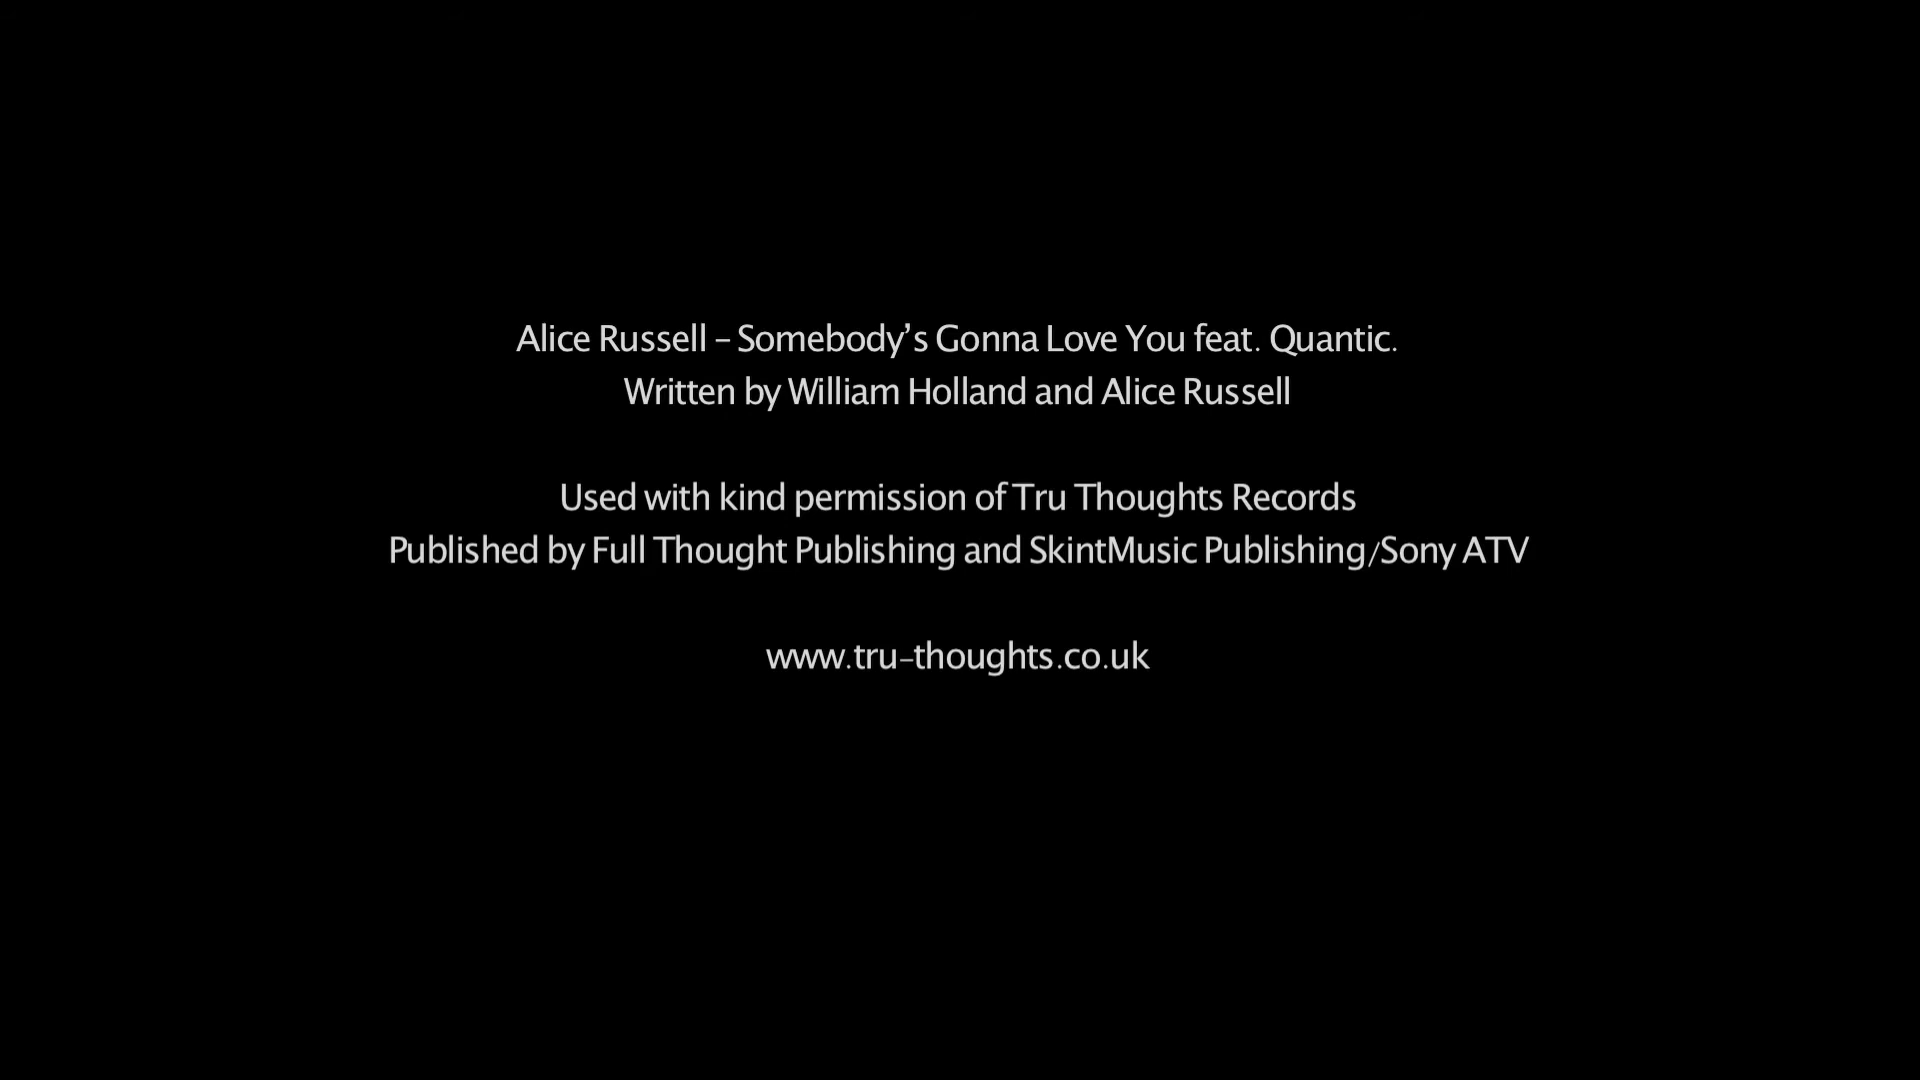 Alice Russell – Somebody’s Gonna Love You feat. Quantic.
Written by William Holland and Alice Russell
Used with kind permission of Tru Thoughts Records
Published by Full Thought Publishing and SkintMusic Publishing/Sony ATV
www.tru-thoughts.co.uk